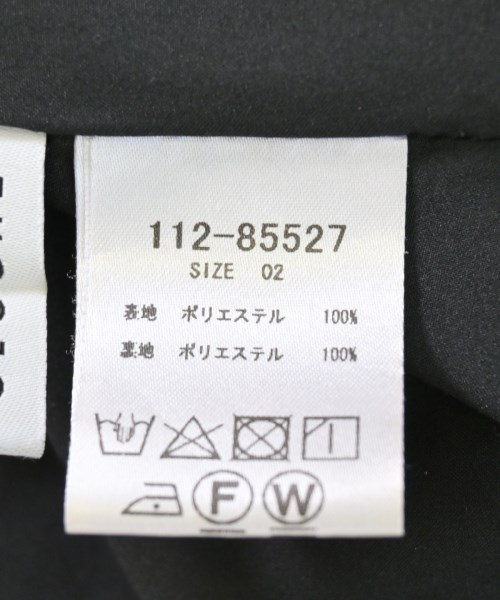 112-85527
SIZE 02
表地 ポリエステル 100%
裏地 ポリエステル 100%
F W